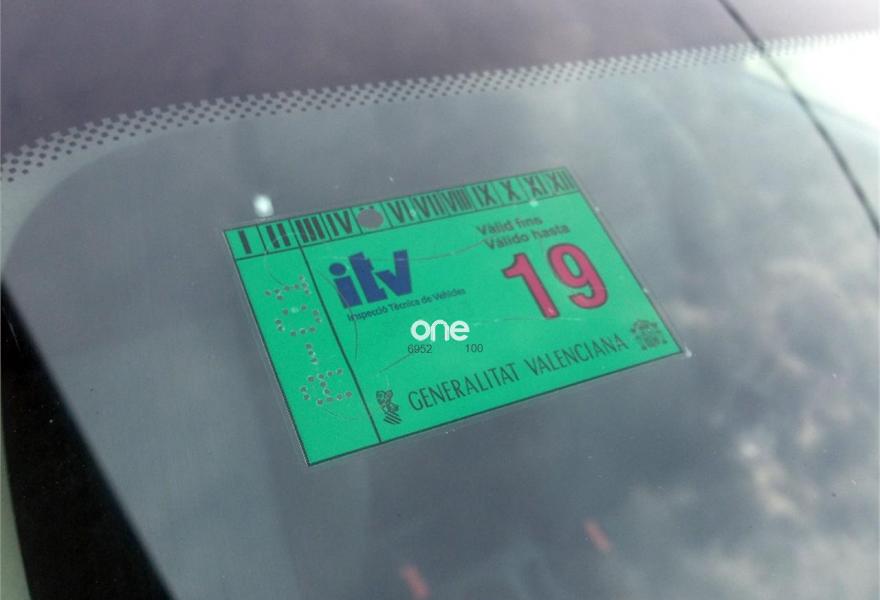 I II III IV VI VII VIII IX X XI XII
itv
Inspecció Tècnica de Vehicles
Vàlid fins
Válido hasta
19
one
6952 100
GENERALITAT VALENCIANA